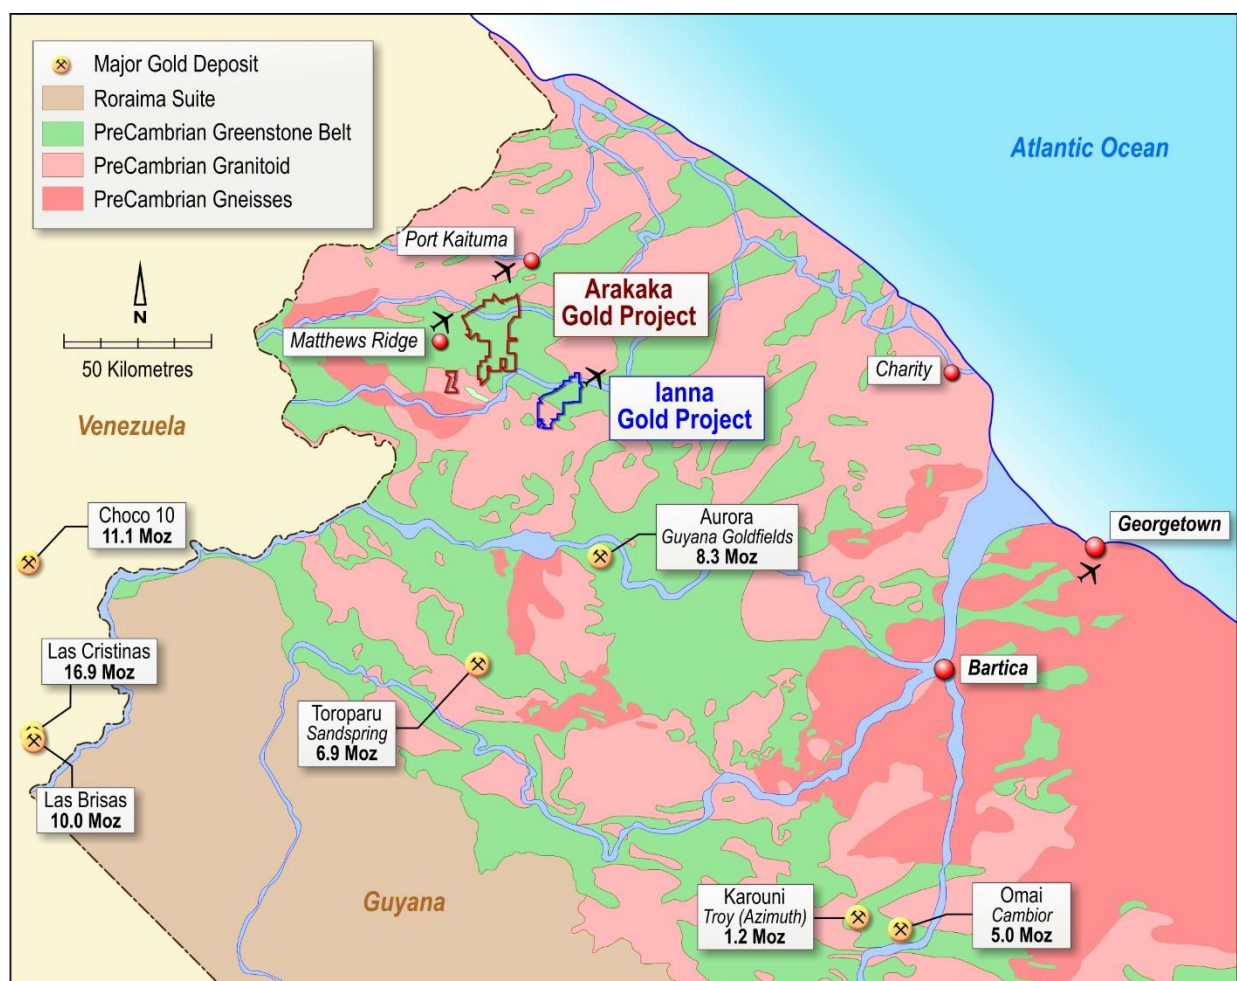 Major Gold Deposit
Roraima Suite
PreCambrian Greenstone Belt
PreCambrian Granitoid
PreCambrian Gneisses
Atlantic Ocean
Port Kaituma
N
50 Kilometres
Arakaka
Gold Project
Matthews Ridge
Ianna
Gold Project
Charity
Venezuela
Choco 10
11.1 Moz
Aurora
Guyana Goldfields
8.3 Moz
Georgetown
Las Cristinas
16.9 Moz
Bartica
Toroparu
Sandspring
6.9 Moz
Las Brisas
10.0 Moz
Guyana
Karouni
Troy (Azimuth)
1.2 Moz
Omai
Cambior
5.0 Moz